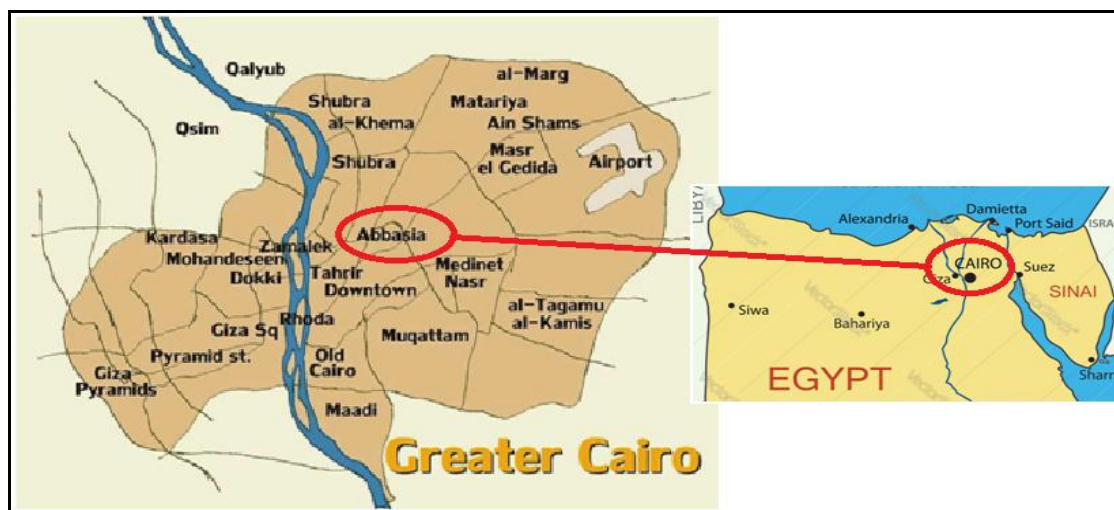 Qalyub
al-Marg
Shubra
al-Khema
Matariya
Ain Shams
Qsim
Shubra
Masr
el Gedida
Airport
Abbasia
Kardasa
Zamalek
Mohandeseen
Dokki
Tahrir
Downtown
Medinet
Nasr
al-Tagamu
al-Kamis
Rhoda
Giza Sq
Muqattam
Pyramid st.
Old
Cairo
Giza
Pyramids
Maadi
Greater Cairo
LIBYA
Alexandria
Damietta
Port Said
ISRA
CAIRO
Giza
Suez
SINAI
Siwa
Bahariya
EGYPT
Sharm